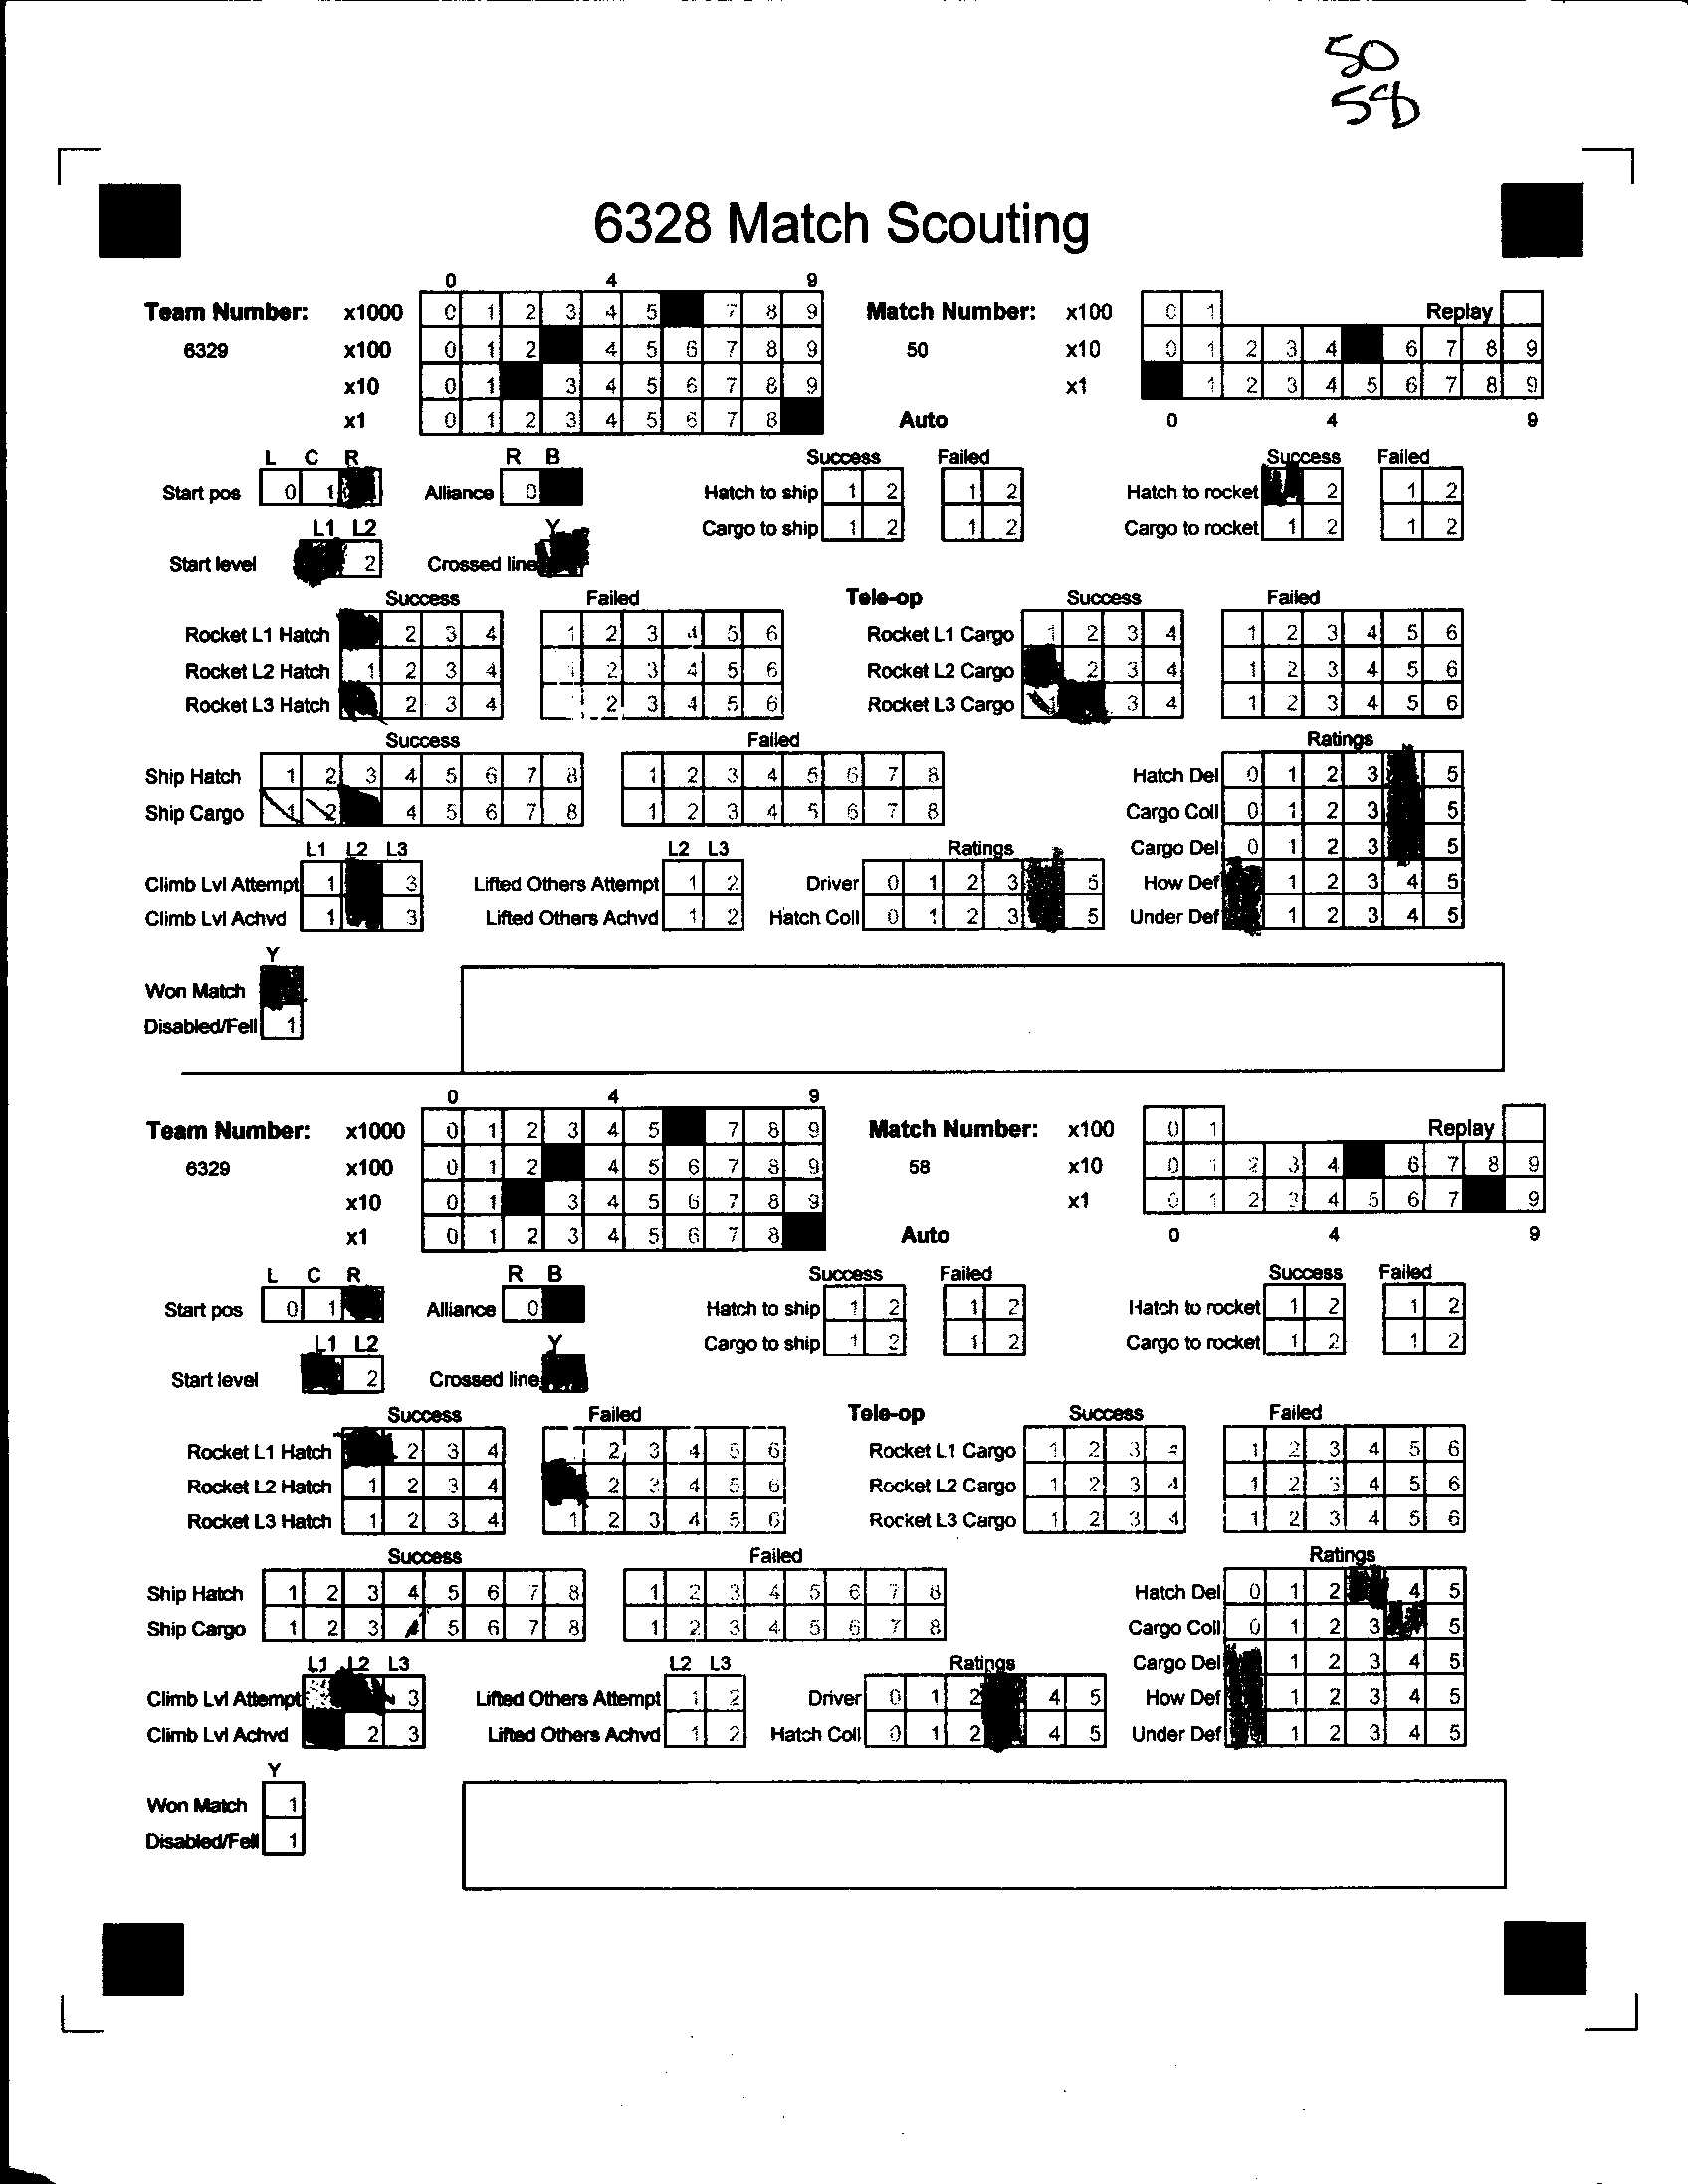 50
58
6328 Match Scouting
0 4 9
Team Number: x1000 0 1 2 3 4 5 7 8 9 Match Number: x100 0 1 Replay
6329 x100 0 1 2 4 5 6 7 8 9 50 x10 0 1 2 3 4 6 7 8 9
x10 0 1 3 4 5 6 7 8 9 x1 1 2 3 4 5 6 7 8 9
x1 0 1 2 3 4 5 6 7 8 Auto 0 4 9
L C R R B Success Failed Success Failed
Start pos 0 1 Alliance 0 Hatch to ship 1 2 1 2 Hatch to rocket 2 1 2
L1 L2 Y Cargo to ship 1 2 1 2 Cargo to rocket 1 2 1 2
Start level 2 Crossed line
Success Failed Tele-op Success Failed
Rocket L1 Hatch 2 3 4 1 2 3 4 5 6 Rocket L1 Cargo 1 2 3 4 1 2 3 4 5 6
Rocket L2 Hatch 1 2 3 4 1 2 3 4 5 6 Rocket L2 Cargo 2 3 4 1 2 3 4 5 6
Rocket L3 Hatch 2 3 4 1 2 3 4 5 6 Rocket L3 Cargo 1 3 4 1 2 3 4 5 6
Success Failed Ratings
Ship Hatch 1 2 3 4 5 6 7 8 1 2 3 4 5 6 7 8 Hatch Del 0 1 2 3 5
Ship Cargo 1 2 4 5 6 7 8 1 2 3 4 5 6 7 8 Cargo Coll 0 1 2 3 5
L1 L2 L3 L2 L3 Ratings Cargo Del 0 1 2 3 5
Climb Lvl Attempt 1 3 Lifted Others Attempt 1 2 Driver 0 1 2 3 5 How Def 1 2 3 4 5
Climb Lvl Achvd 1 3 Lifted Others Achvd 1 2 Hatch Coll 0 1 2 3 5 Under Def 1 2 3 4 5
Y
Won Match
Disabled/Fell 1
0 4 9
Team Number: x1000 0 1 2 3 4 5 7 8 9 Match Number: x100 0 1 Replay
6329 x100 0 1 2 4 5 6 7 8 9 58 x10 0 1 2 3 4 6 7 8 9
x10 0 1 3 4 5 6 7 8 9 x1 0 1 2 3 4 5 6 7 9
x1 0 1 2 3 4 5 6 7 8 Auto 0 4 9
L C R R B Success Failed Success Failed
Start pos 0 1 Alliance 0 Hatch to ship 1 2 1 2 Hatch to rocket 1 2 1 2
L1 L2 Y Cargo to ship 1 2 1 2 Cargo to rocket 1 2 1 2
Start level 2 Crossed line
Success Failed Tele-op Success Failed
Rocket L1 Hatch 2 3 4 2 3 4 5 6 Rocket L1 Cargo 1 2 3 4 1 2 3 4 5 6
Rocket L2 Hatch 1 2 3 4 2 3 4 5 6 Rocket L2 Cargo 1 2 3 4 1 2 3 4 5 6
Rocket L3 Hatch 1 2 3 4 1 2 3 4 5 6 Rocket L3 Cargo 1 2 3 4 1 2 3 4 5 6
Success Failed Ratings
Ship Hatch 1 2 3 4 5 6 7 8 1 2 3 4 5 6 7 8 Hatch Del 0 1 2 4 5
Ship Cargo 1 2 3 4 5 6 7 8 1 2 3 4 5 6 7 8 Cargo Coll 0 1 2 3 5
L1 L2 L3 L2 L3 Ratings Cargo Del 1 2 3 4 5
Climb Lvl Attempt 3 Lifted Others Attempt 1 2 Driver 0 1 2 4 5 How Def 1 2 3 4 5
Climb Lvl Achvd 2 3 Lifted Others Achvd 1 2 Hatch Coll 0 1 2 4 5 Under Def 1 2 3 4 5
Y
Won Match 1
Disabled/Fell 1